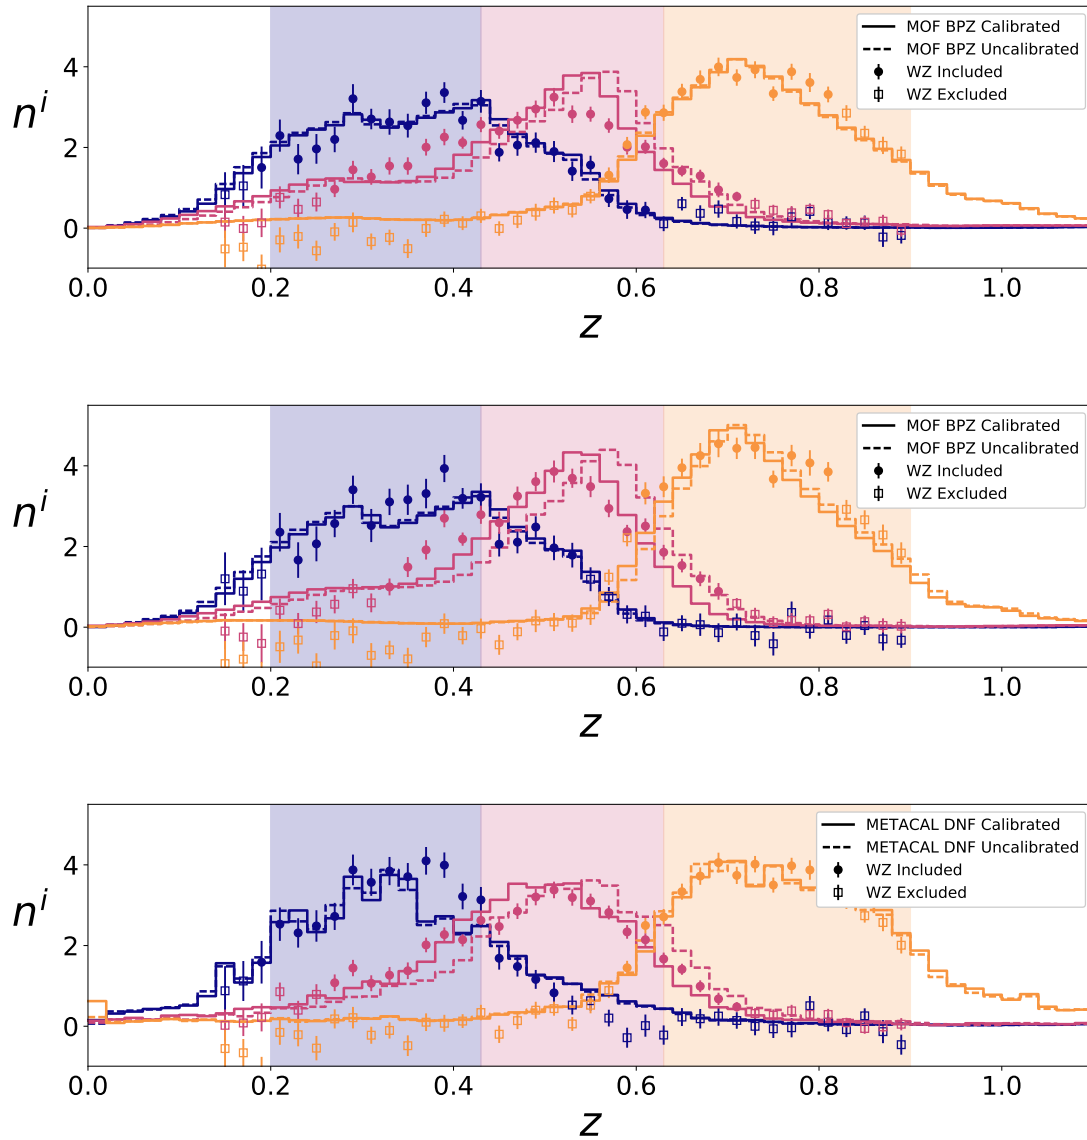 MOF BPZ Calibrated
MOF BPZ Uncalibrated
WZ Included
WZ Excluded
n^i
4
2
0
0.0 0.2 0.4 0.6 0.8 1.0
z
MOF BPZ Calibrated
MOF BPZ Uncalibrated
WZ Included
WZ Excluded
n^i
4
2
0
0.0 0.2 0.4 0.6 0.8 1.0
z
METACAL DNF Calibrated
METACAL DNF Uncalibrated
WZ Included
WZ Excluded
n^i
4
2
0
0.0 0.2 0.4 0.6 0.8 1.0
z